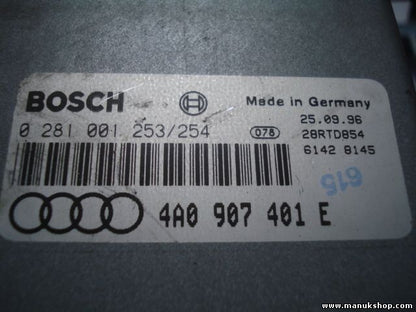 BOSCH
Made in Germany
0 281 001 253/254
078
25.09.96
28RTD854
6142 8145
615
4A0 907 401 E
www.manukshop.com